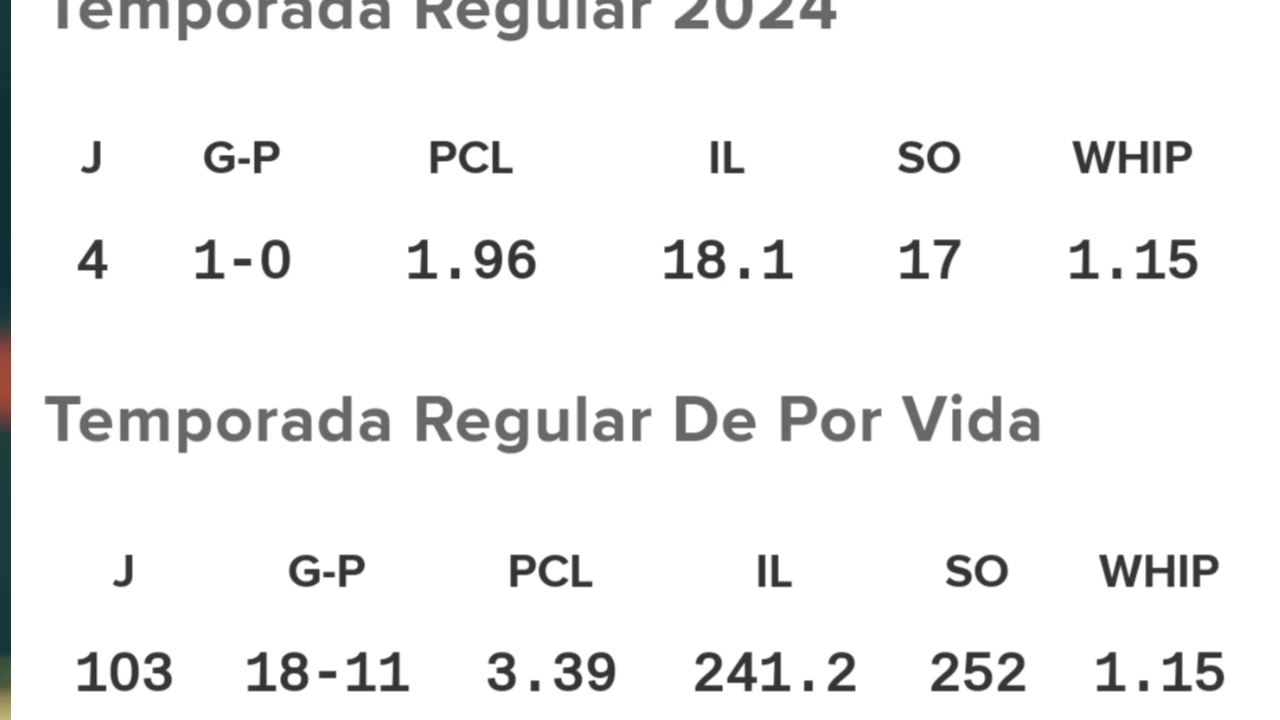 Temporada Regular 2024
J G-P PCL IL SO WHIP
4 1-0 1.96 18.1 17 1.15
Temporada Regular De Por Vida
J G-P PCL IL SO WHIP
103 18-11 3.39 241.2 252 1.15